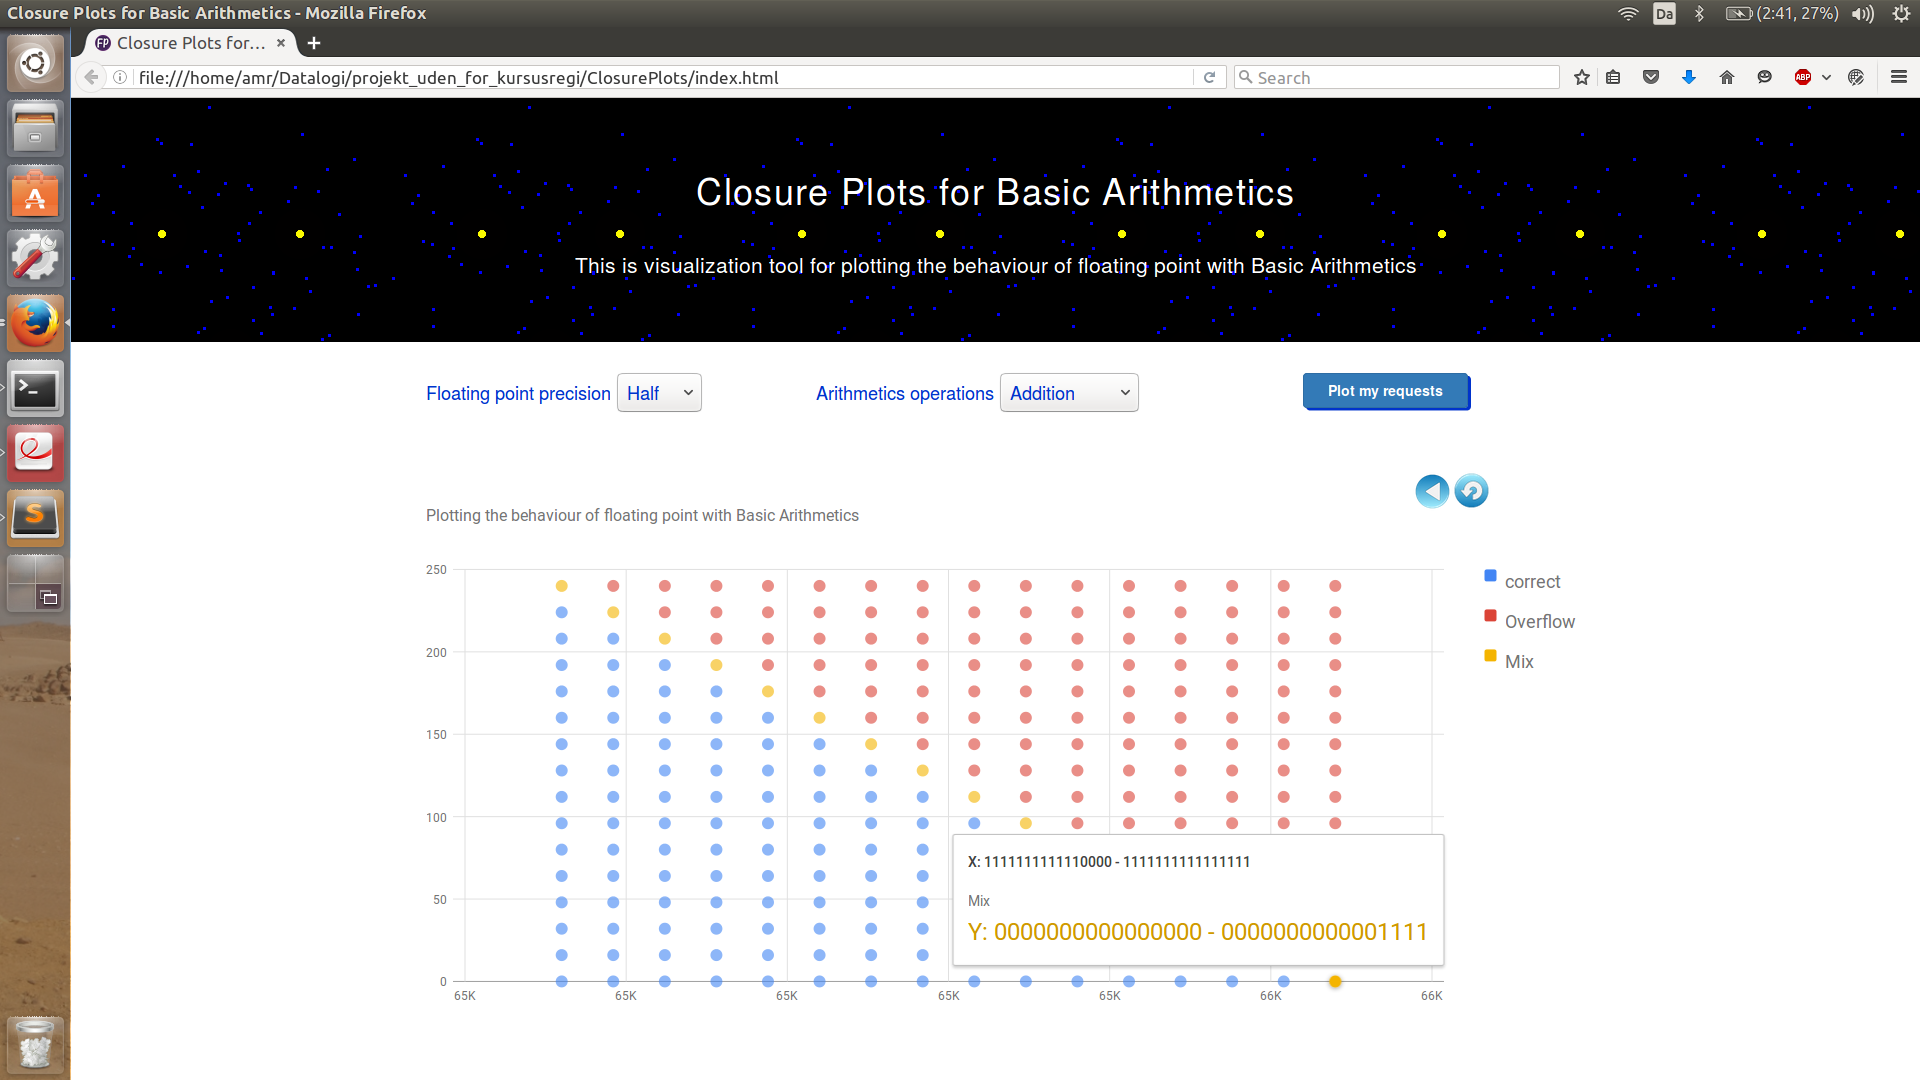 Closure Plots for Basic Arithmetics - Mozilla Firefox
Da (2:41, 27%)
FP Closure Plots for…
file:///home/amr/Datalogi/projekt_uden_for_kursusregi/ClosurePlots/index.html
Search
ABP
Closure Plots for Basic Arithmetics
This is visualization tool for plotting the behaviour of floating point with Basic Arithmetics
Floating point precision Half Arithmetics operations Addition Plot my requests
Plotting the behaviour of floating point with Basic Arithmetics
250
200
150
100
50
0
65K 65K 65K 65K 65K 66K 66K
correct
Overflow
Mix
X: 1111111111110000 - 1111111111111111
Mix
Y: 0000000000000000 - 0000000000001111